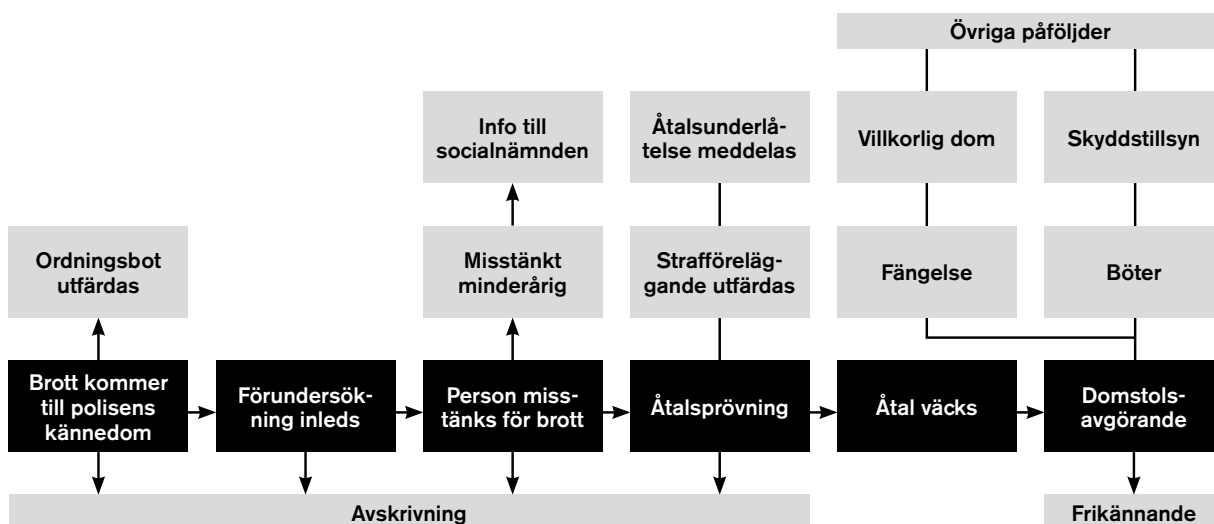 Övriga påföljder
Info till
socialnämnden
Åtalsunderlå-
telse meddelas
Villkorlig dom
Skyddstillsyn
Ordningsbot
utfärdas
Misstänkt
minderårig
Strafföreläg-
gande utfärdas
Fängelse
Böter
Brott kommer
till polisens
kännedom
Förundersök-
ning inleds
Person miss-
tänks för brott
Åtalsprövning
Åtal väcks
Domstols-
avgörande
Avskrivning
Frikännande